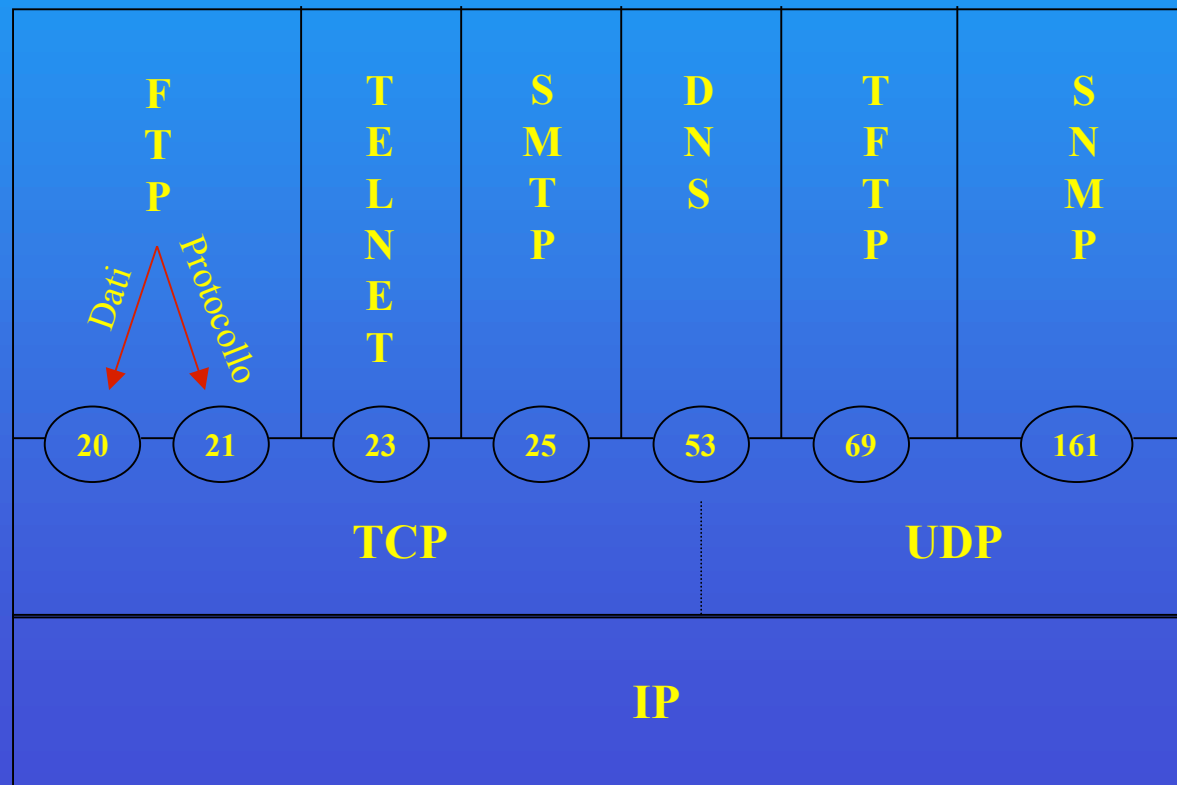 FTP
TELNET
SMTP
DNS
TFTP
SNMP
Dati
Protocollo
20
21
23
25
53
69
161
TCP
UDP
IP